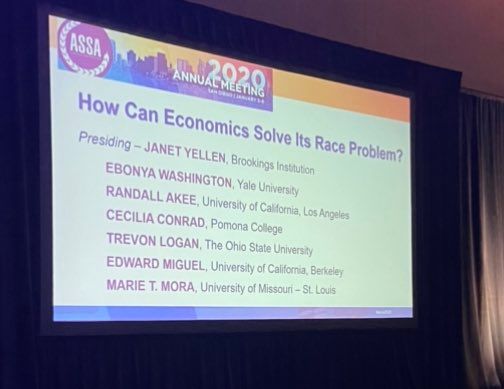 ASSA
2020
ANNUAL MEETING
SAN DIEGO | JANUARY 3-5
How Can Economics Solve Its Race Problem?
Presiding – JANET YELLEN, Brookings Institution
EBONYA WASHINGTON, Yale University
RANDALL AKEE, University of California, Los Angeles
CECILIA CONRAD, Pomona College
TREVON LOGAN, The Ohio State University
EDWARD MIGUEL, University of California, Berkeley
MARIE T. MORA, University of Missouri – St. Louis